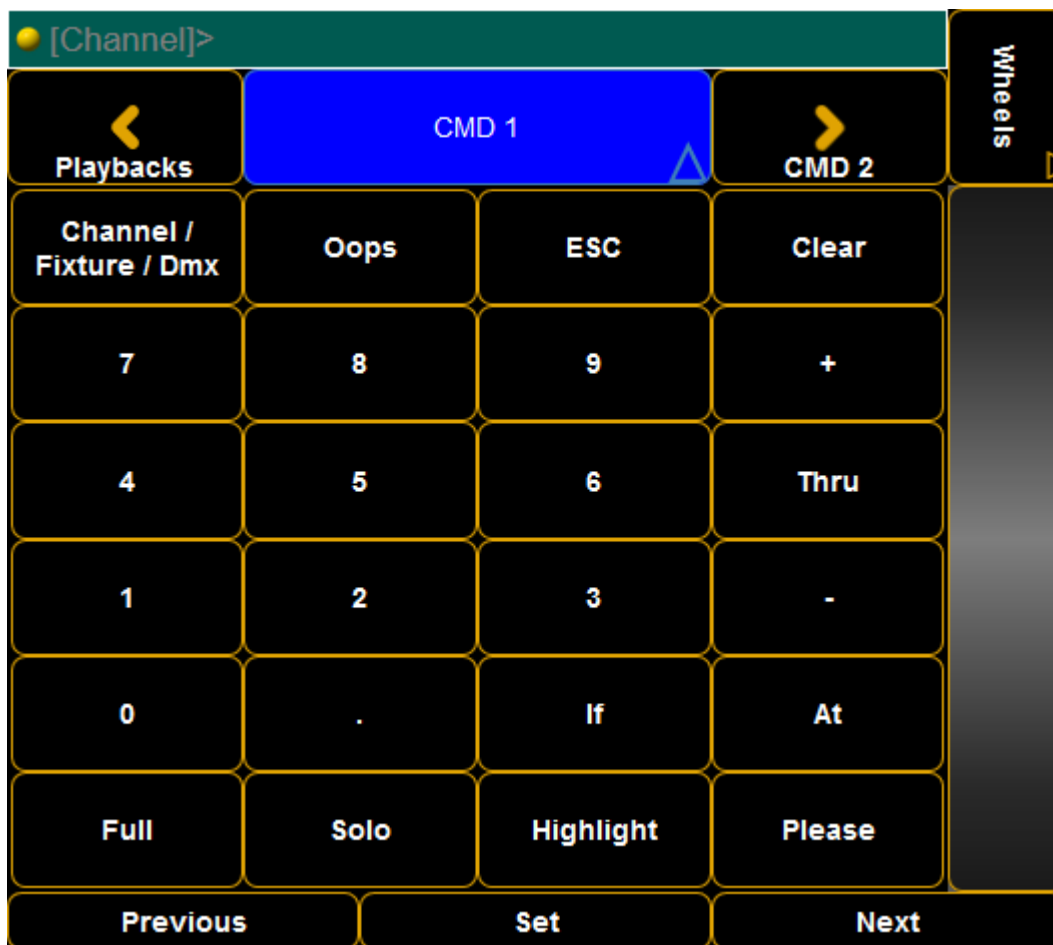 [Channel]>
Wheels
Playbacks
CMD 1
CMD 2
Channel /
Fixture / Dmx
Oops
ESC
Clear
7
8
9
+
4
5
6
Thru
1
2
3
-
0
.
If
At
Full
Solo
Highlight
Please
Previous
Set
Next